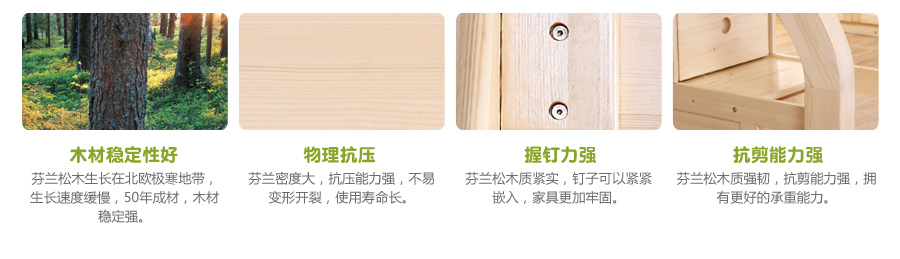 木材稳定性好
芬兰松木生长在北欧极寒地带，
生长速度缓慢，50年成材，木材
稳定强。
物理抗压
芬兰密度大，抗压能力强，不易
变形开裂，使用寿命长。
握钉力强
芬兰松木质紧实，钉子可以紧紧
嵌入，家具更加牢固。
抗剪能力强
芬兰松木质强韧，抗剪能力强，拥
有更好的承重能力。